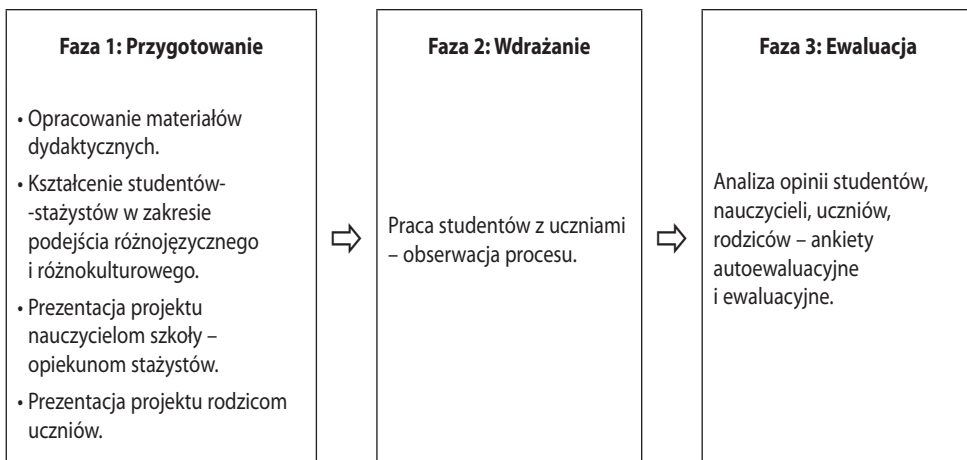 Faza 1: Przygotowanie
• Opracowanie materiałów
dydaktycznych.
• Kształcenie studentów-
-stażystów w zakresie
podejścia różnojęzycznego
i różnokulturowego.
• Prezentacja projektu
nauczycielom szkoły –
opiekunom stażystów.
• Prezentacja projektu rodzicom
uczniów.
Faza 2: Wdrażanie
Praca studentów z uczniami
– obserwacja procesu.
Faza 3: Ewaluacja
Analiza opinii studentów,
nauczycieli, uczniów,
rodziców – ankiety
autoewaluacyjne
i ewaluacyjne.